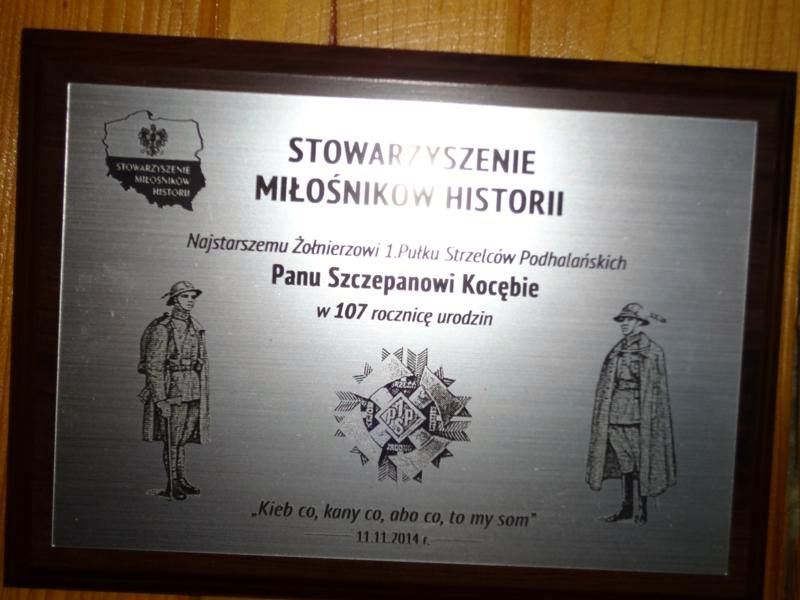 STOWARZYSZENIE
MIŁOŚNIKÓW
HISTORII
STOWARZYSZENIE
MIŁOŚNIKÓW HISTORII
Najstarszemu Żołnierzowi 1.Pułku Strzelców Podhalańskich
Panu Szczepanowi Kocębie
w 107 rocznicę urodzin
1
P P
S
„Kieb co, kany co, abo co, to my som"
11.11.2014 r.